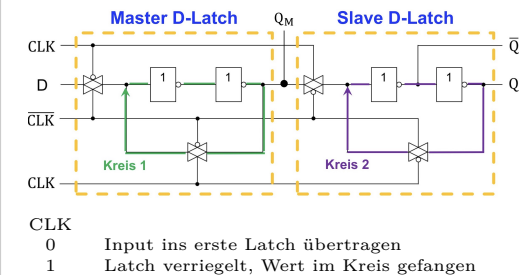 Master D-Latch Q_M Slave D-Latch
CLK Q̅
D 1 1 1 1 Q
C̅L̅K̅
Kreis 1 Kreis 2
CLK
CLK
0 Input ins erste Latch übertragen
1 Latch verriegelt, Wert im Kreis gefangen